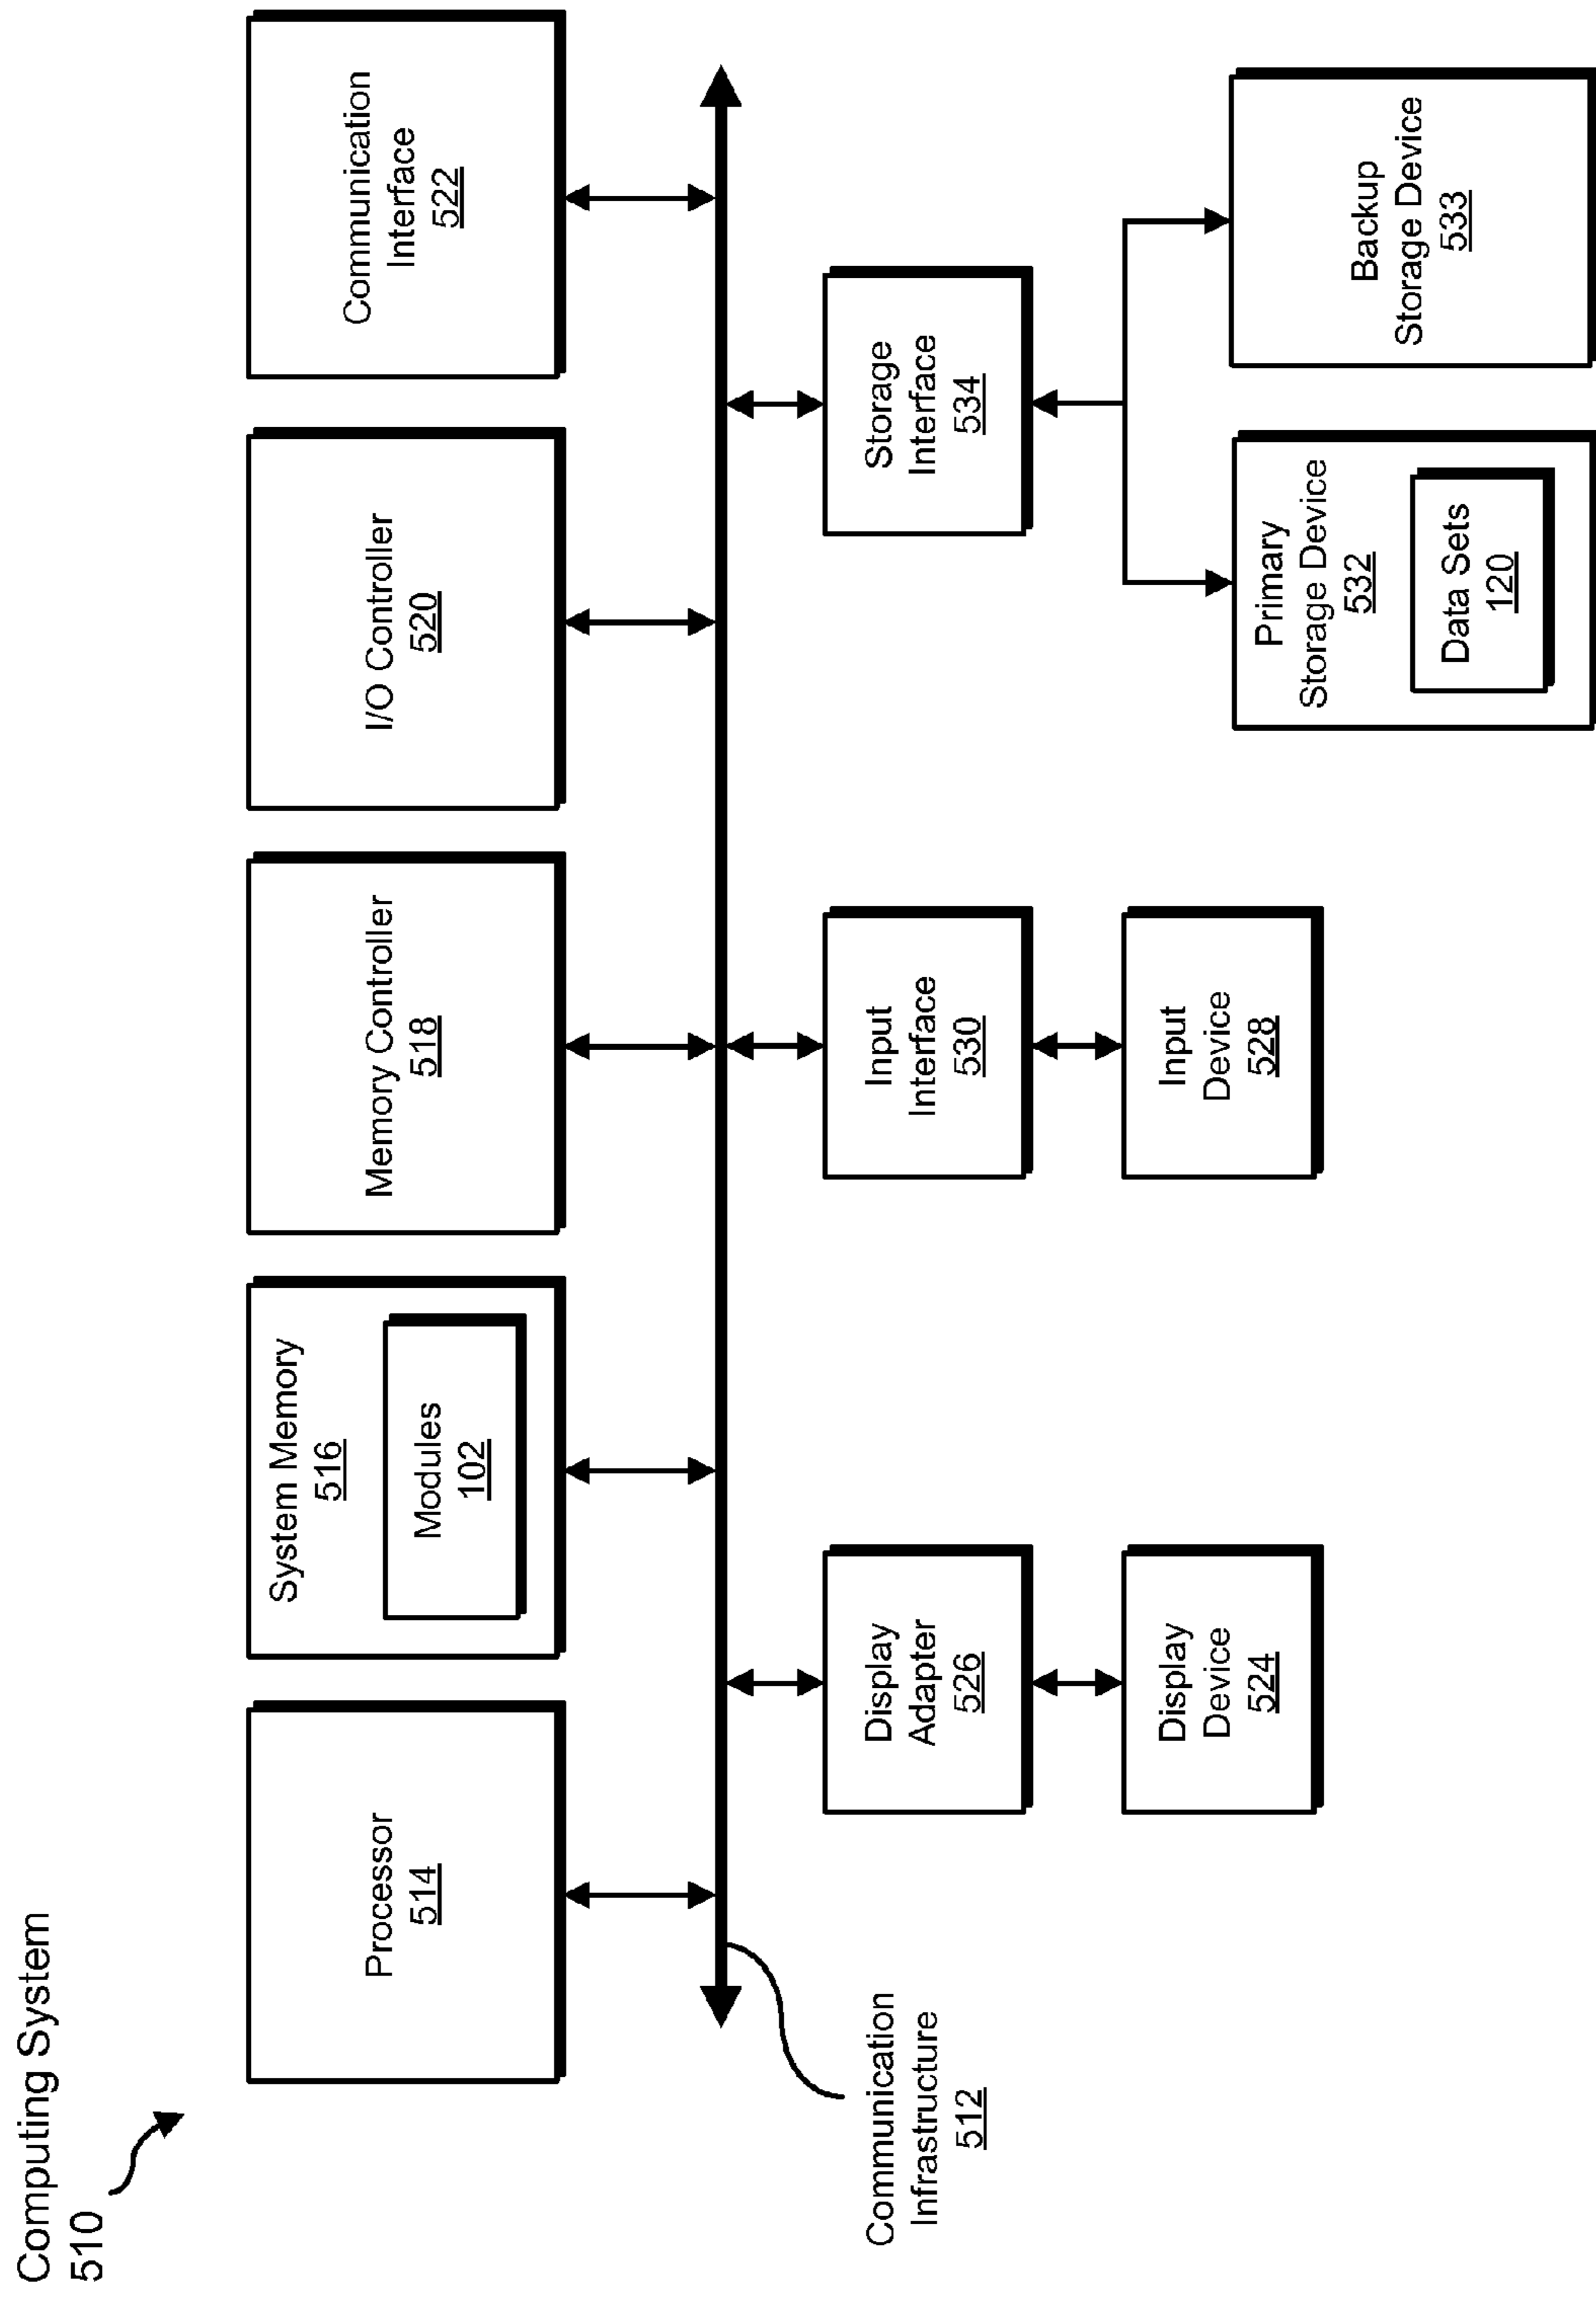 Computing System
510
Processor
514
System Memory
516
Modules
102
Memory Controller
518
I/O Controller
520
Communication
Interface
522
Communication
Infrastructure
512
Display
Adapter
526
Input
Interface
530
Storage
Interface
534
Display
Device
524
Input
Device
528
Primary
Storage Device
532
Data Sets
120
Backup
Storage Device
533